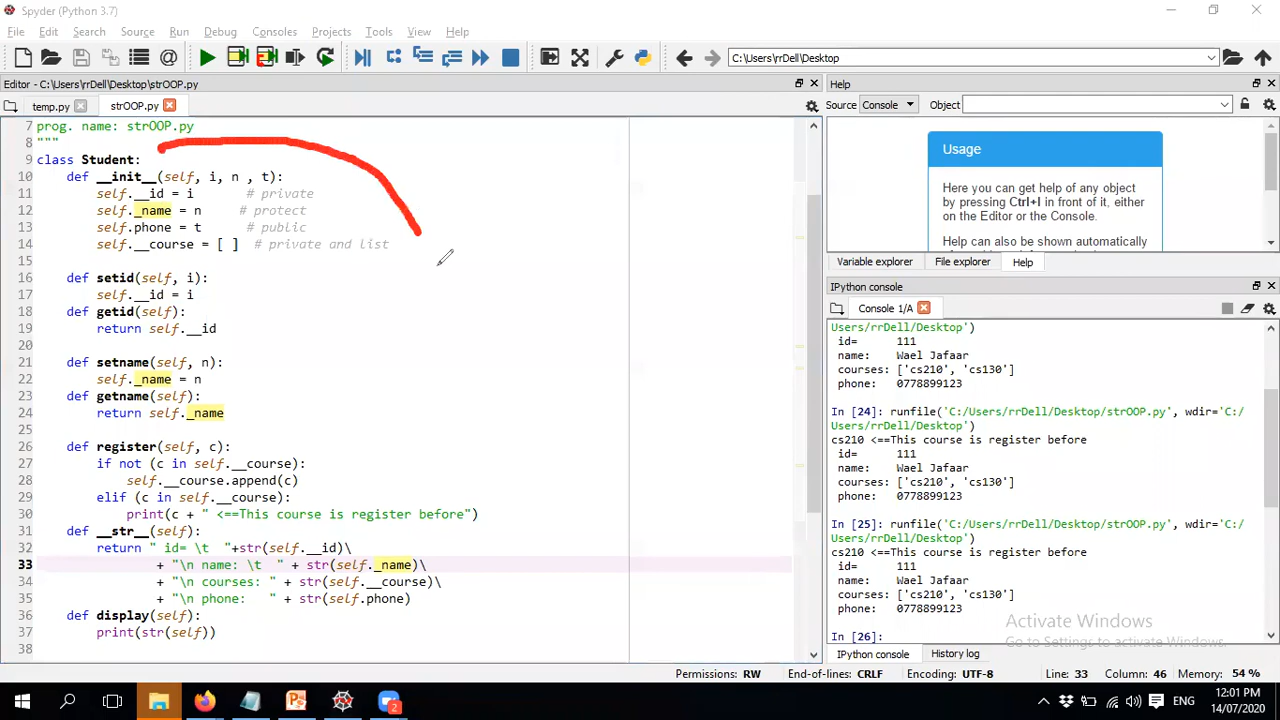 Spyder (Python 3.7)
File Edit Search Source Run Debug Consoles Projects Tools View Help
C:\Users\rrDell\Desktop
Editor - C:\Users\rrDell\Desktop\strOOP.py
temp.py strOOP.py
7 prog. name: strOOP.py
8 """
9 class Student:
10 def __init__(self, i, n , t):
11 self.__id = i # private
12 self._name = n # protect
13 self.phone = t # public
14 self.__course = [ ] # private and list
15
16 def setid(self, i):
17 self.__id = i
18 def getid(self):
19 return self.__id
20
21 def setname(self, n):
22 self._name = n
23 def getname(self):
24 return self._name
25
26 def register(self, c):
27 if not (c in self.__course):
28 self.__course.append(c)
29 elif (c in self.__course):
30 print(c + " <==This course is register before")
31 def __str__(self):
32 return " id= \t "+str(self.__id)\
33 + "\n name: \t " + str(self._name)\
34 + "\n courses: " + str(self.__course)\
35 + "\n phone: " + str(self.phone)
36 def display(self):
37 print(str(self))
38
Help
Source Console Object
Usage
Here you can get help of any object
by pressing Ctrl+I in front of it, either
on the Editor or the Console.
Help can also be shown automatically
Variable explorer File explorer Help
IPython console
Console 1/A
Users/rrDell/Desktop')
id= 111
name: Wael Jafaar
courses: ['cs210', 'cs130']
phone: 0778899123
In [24]: runfile('C:/Users/rrDell/Desktop/strOOP.py', wdir='C:/
Users/rrDell/Desktop')
cs210 <==This course is register before
id= 111
name: Wael Jafaar
courses: ['cs210', 'cs130']
phone: 0778899123
In [25]: runfile('C:/Users/rrDell/Desktop/strOOP.py', wdir='C:/
Users/rrDell/Desktop')
cs210 <==This course is register before
id= 111
name: Wael Jafaar
courses: ['cs210', 'cs130']
phone: 0778899123
In [26]:
Activate Windows
Go to Settings to activate Windows.
IPython console History log
Permissions: RW End-of-lines: CRLF Encoding: UTF-8 Line: 33 Column: 46 Memory: 54 %
ENG
12:01 PM
14/07/2020